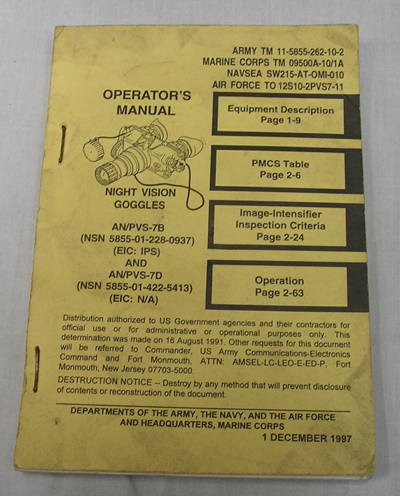 ARMY TM 11-5855-262-10-2
MARINE CORPS TM 09500A-10/1A
NAVSEA SW215-AT-OMI-010
AIR FORCE TO 12S10-2PVS7-11
OPERATOR'S
MANUAL
NIGHT VISION
GOGGLES
AN/PVS-7B
(NSN 5855-01-228-0937)
(EIC: IPS)
AND
AN/PVS-7D
(NSN 5855-01-422-5413)
(EIC: N/A)
Equipment Description
Page 1-9
PMCS Table
Page 2-6
Image-Intensifier
Inspection Criteria
Page 2-24
Operation
Page 2-63
Distribution authorized to US Government agencies and their contractors for
official use or for administrative or operational purposes only. This
determination was made on 16 August 1991. Other requests for this document
will be referred to Commander, US Army Communications-Electronics
Command and Fort Monmouth, ATTN: AMSEL-LC-LEO-E-ED-P, Fort
Monmouth, New Jersey 07703-5000.
DESTRUCTION NOTICE -- Destroy by any method that will prevent disclosure
of contents or reconstruction of the document.
DEPARTMENTS OF THE ARMY, THE NAVY, AND THE AIR FORCE
AND HEADQUARTERS, MARINE CORPS
1 DECEMBER 1997